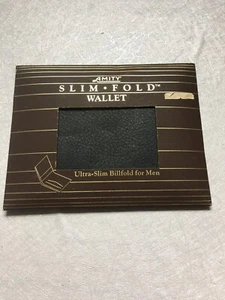 AMITY
SLIM • FOLD™
WALLET
Ultra-Slim Billfold for Men